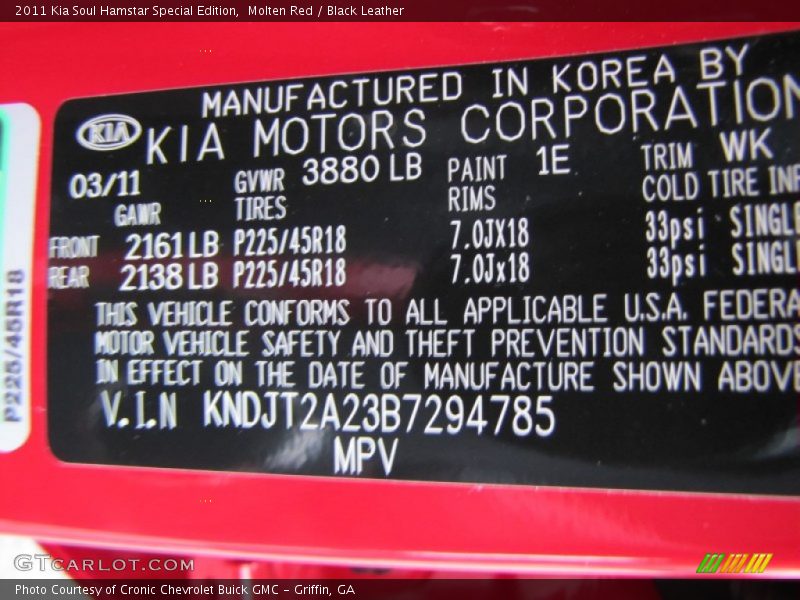 2011 Kia Soul Hamstar Special Edition,  Molten Red / Black Leather
MANUFACTURED IN KOREA BY
KIA KIA MOTORS CORPORATION
03/11 GVWR 3880 LB PAINT 1E TRIM WK
GAWR TIRES RIMS COLD TIRE INF
FRONT 2161 LB P225/45R18 7.0JX18 33psi SINGLE
REAR 2138 LB P225/45R18 7.0Jx18 33psi SINGL
THIS VEHICLE CONFORMS TO ALL APPLICABLE U.S.A. FEDERA
MOTOR VEHICLE SAFETY AND THEFT PREVENTION STANDARDS
IN EFFECT ON THE DATE OF MANUFACTURE SHOWN ABOVE
V.I.N KNDJT2A23B7294785
MPV
P225/45R18
GTCARLOT.COM
Photo Courtesy of Cronic Chevrolet Buick GMC – Griffin, GA